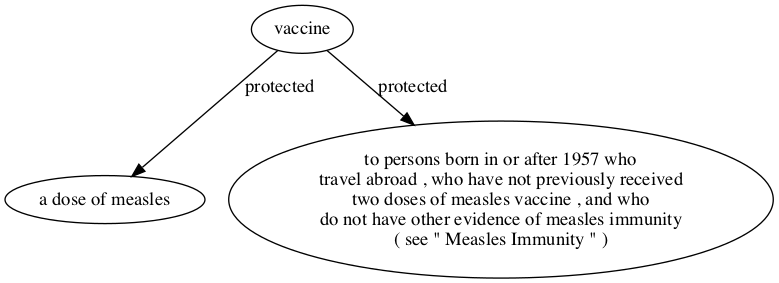 vaccine
protected
protected
a dose of measles
to persons born in or after 1957 who
travel abroad , who have not previously received
two doses of measles vaccine , and who
do not have other evidence of measles immunity
( see " Measles Immunity " )